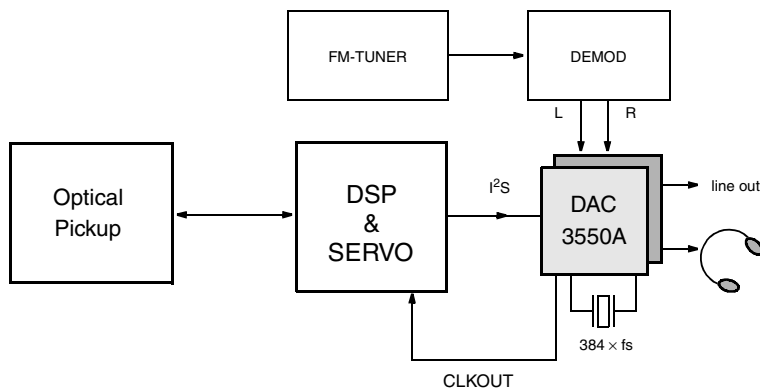 FM-TUNER
DEMOD
L
R
Optical
Pickup
DSP
&
SERVO
I²S
DAC
3550A
line out
384 × fs
CLKOUT